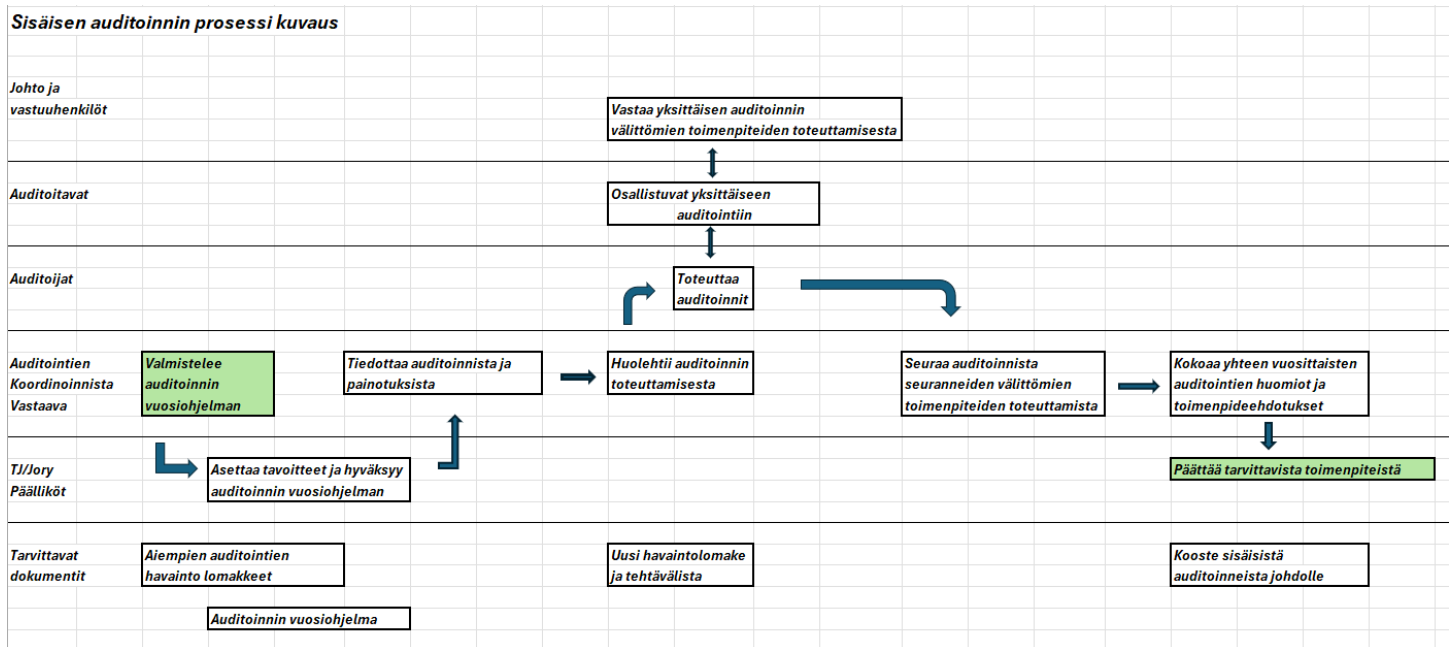 Sisäisen auditoinnin prosessi kuvaus
Johto ja
vastuuhenkilöt
Vastaa yksittäisen auditoinnin
välittömien toimenpiteiden toteuttamisesta
Auditoitavat
Osallistuvat yksittäiseen
auditointiin
Auditoijat
Toteuttaa
auditoinnit
Auditointien
Koordinoinnista
Vastaava
Valmistelee
auditoinnin
vuosiohjelman
Tiedottaa auditoinnista ja
painotuksista
Huolehtii auditoinnin
toteuttamisesta
Seuraa auditoinnista
seuranneiden välittömien
toimenpiteiden toteuttamista
Kokoaa yhteen vuosittaisten
auditointien huomiot ja
toimenpideehdotukset
TJ/Jory
Päälliköt
Asettaa tavoitteet ja hyväksyy
auditoinnin vuosiohjelman
Päättää tarvittavista toimenpiteistä
Tarvittavat
dokumentit
Aiempien auditointien
havainto lomakkeet
Uusi havaintolomake
ja tehtävälista
Kooste sisäisistä
auditoinneista johdolle
Auditoinnin vuosiohjelma